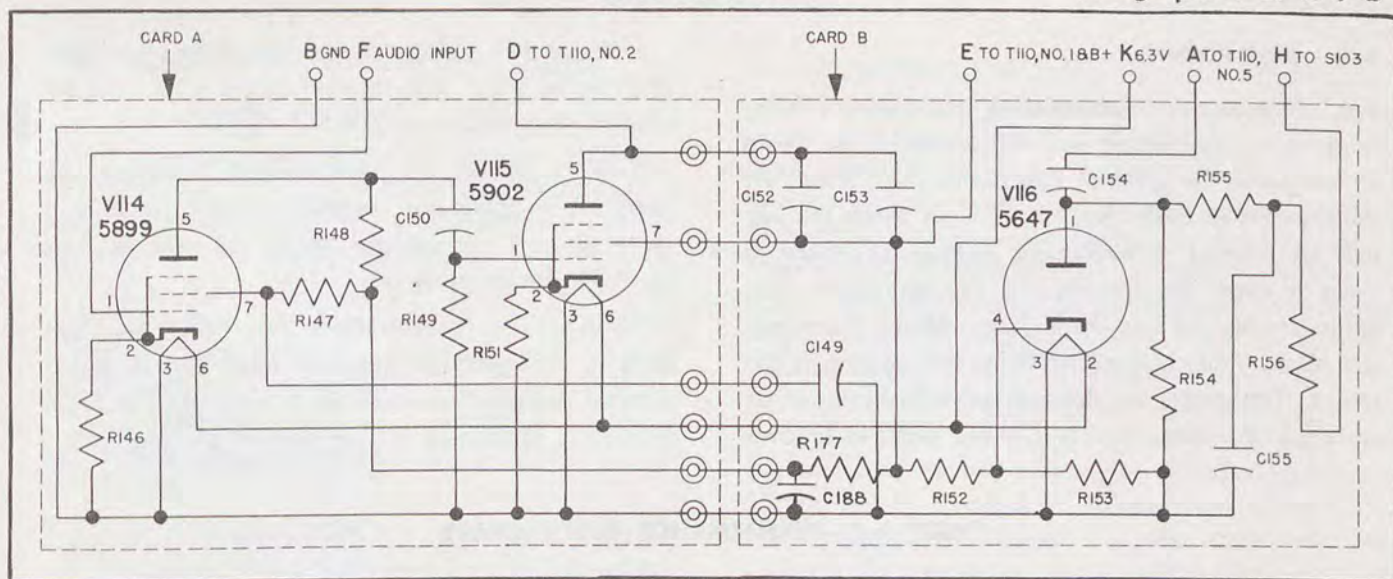 CARD A
B GND F AUDIO INPUT
D TO T110, NO.2
CARD B
E TO T110, NO.1&B+ K 6.3V A TO T110, NO.5 H TO S103
V114
5899
5
1
7
2
3 6
R146
R147
R148
C150
R149
V115
5902
5
1
7
2
3 6
R151
C152
C153
C149
R177
C188
R152
R153
V116
5647
1
4
3 2
C154
R155
R154
R156
C155